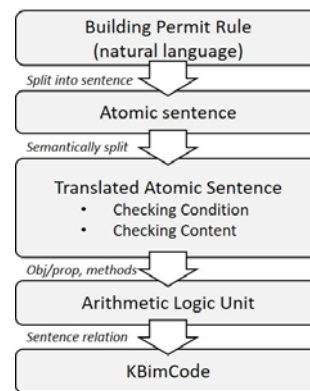 Building Permit Rule
(natural language)
Split into sentence
Atomic sentence
Semantically split
Translated Atomic Sentence
• Checking Condition
• Checking Content
Obj/prop, methods
Arithmetic Logic Unit
Sentence relation
KBimCode